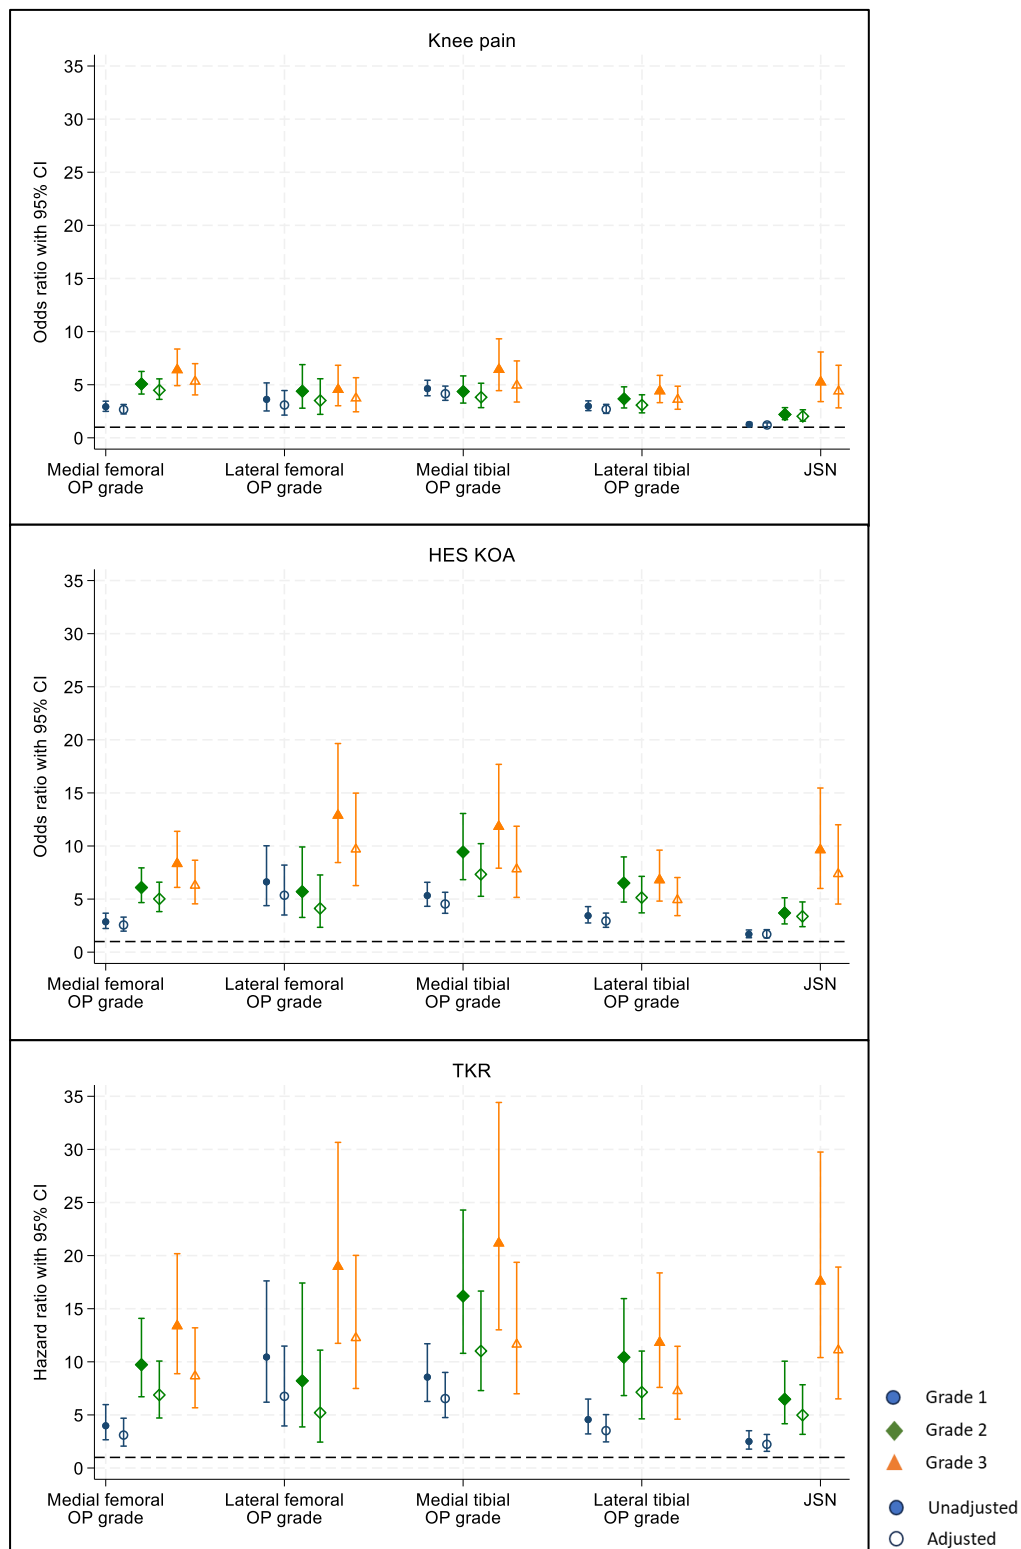 Knee pain
35
30
25
20
15
10
5
0
Odds ratio with 95% CI
Medial femoral
OP grade
Lateral femoral
OP grade
Medial tibial
OP grade
Lateral tibial
OP grade
JSN
HES KOA
35
30
25
20
15
10
5
0
Odds ratio with 95% CI
Medial femoral
OP grade
Lateral femoral
OP grade
Medial tibial
OP grade
Lateral tibial
OP grade
JSN
TKR
35
30
25
20
15
10
5
0
Hazard ratio with 95% CI
Medial femoral
OP grade
Lateral femoral
OP grade
Medial tibial
OP grade
Lateral tibial
OP grade
JSN
Grade 1
Grade 2
Grade 3
Unadjusted
Adjusted